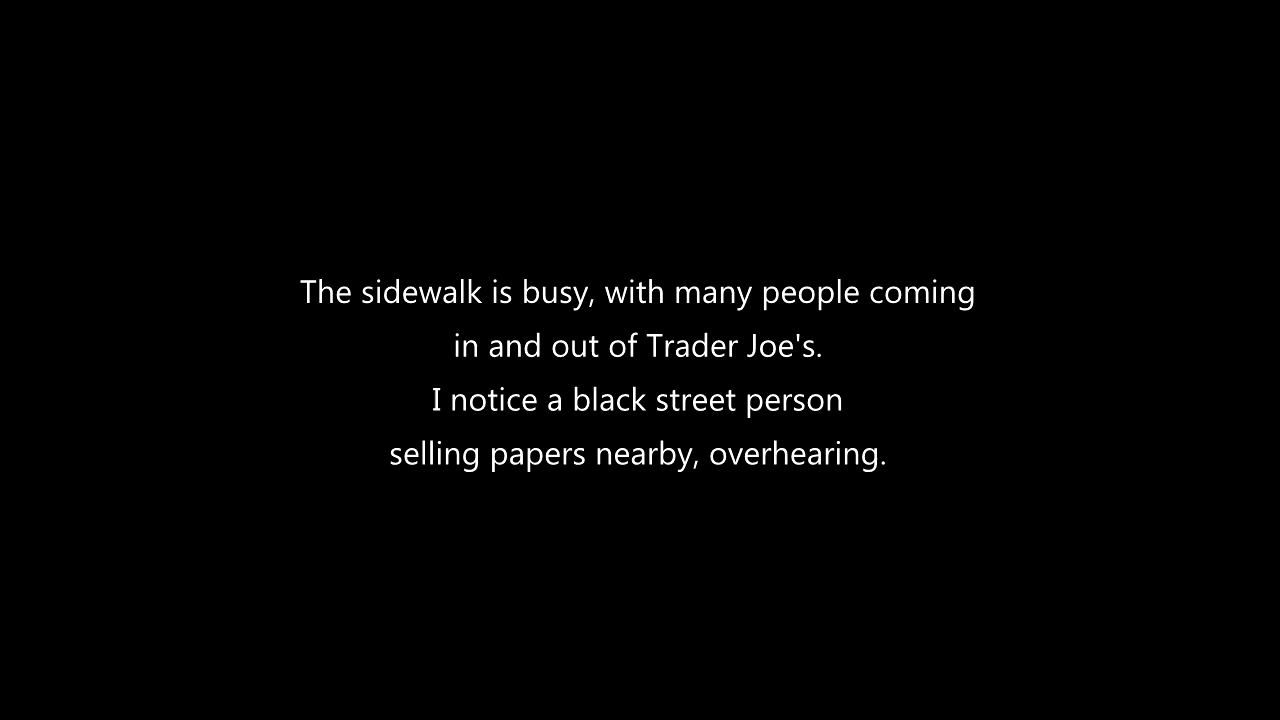 The sidewalk is busy, with many people coming
in and out of Trader Joe's.
I notice a black street person
selling papers nearby, overhearing.